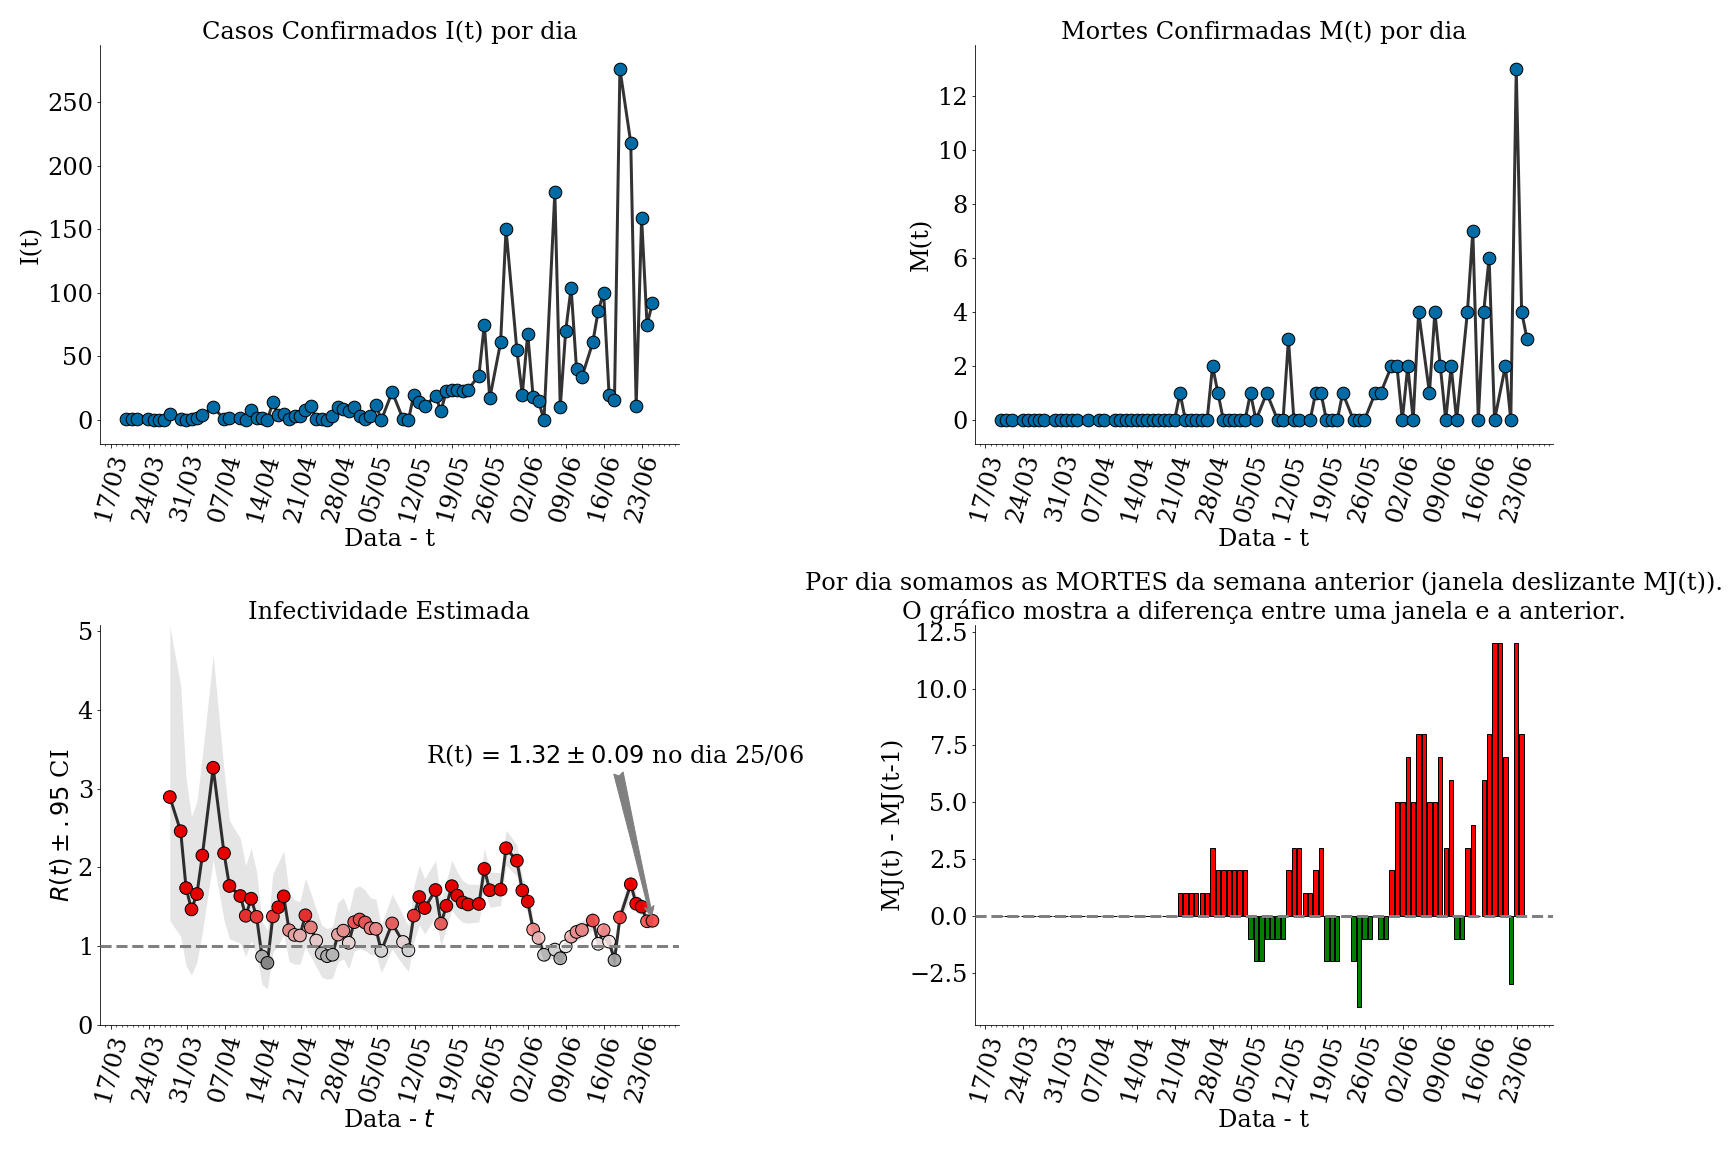 Casos Confirmados I(t) por dia
I(t)
250
200
150
100
50
0
17/03 24/03 31/03 07/04 14/04 21/04 28/04 05/05 12/05 19/05 26/05 02/06 09/06 16/06 23/06
Data - t
Mortes Confirmadas M(t) por dia
M(t)
12
10
8
6
4
2
0
17/03 24/03 31/03 07/04 14/04 21/04 28/04 05/05 12/05 19/05 26/05 02/06 09/06 16/06 23/06
Data - t
Infectividade Estimada
R(t) ± .95 CI
5
4
3
2
1
0
R(t) = 1.32 ± 0.09 no dia 25/06
17/03 24/03 31/03 07/04 14/04 21/04 28/04 05/05 12/05 19/05 26/05 02/06 09/06 16/06 23/06
Data - t
Por dia somamos as MORTES da semana anterior (janela deslizante MJ(t)).
O gráfico mostra a diferença entre uma janela e a anterior.
MJ(t) - MJ(t-1)
12.5
10.0
7.5
5.0
2.5
0.0
−2.5
17/03 24/03 31/03 07/04 14/04 21/04 28/04 05/05 12/05 19/05 26/05 02/06 09/06 16/06 23/06
Data - t